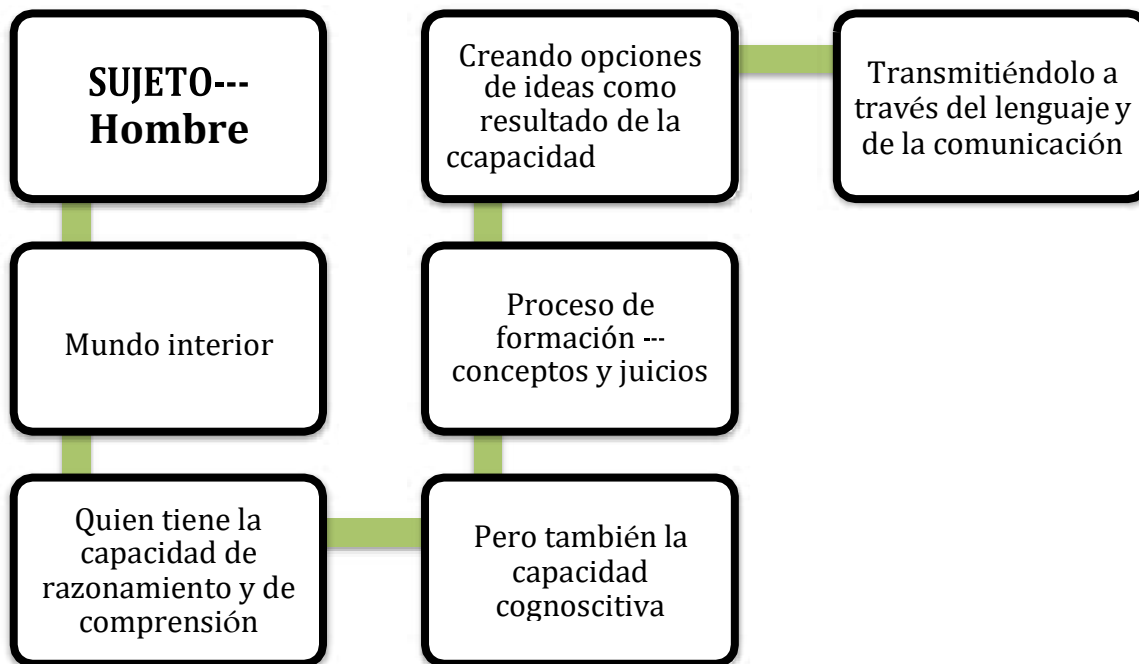 SUJETO---
Hombre
Mundo interior
Quien tiene la
capacidad de
razonamiento y de
comprensión
Pero también la
capacidad
cognoscitiva
Proceso de
formación ---
conceptos y juicios
Creando opciones
de ideas como
resultado de la
ccapacidad
Transmitiéndolo a
través del lenguaje y
de la comunicación